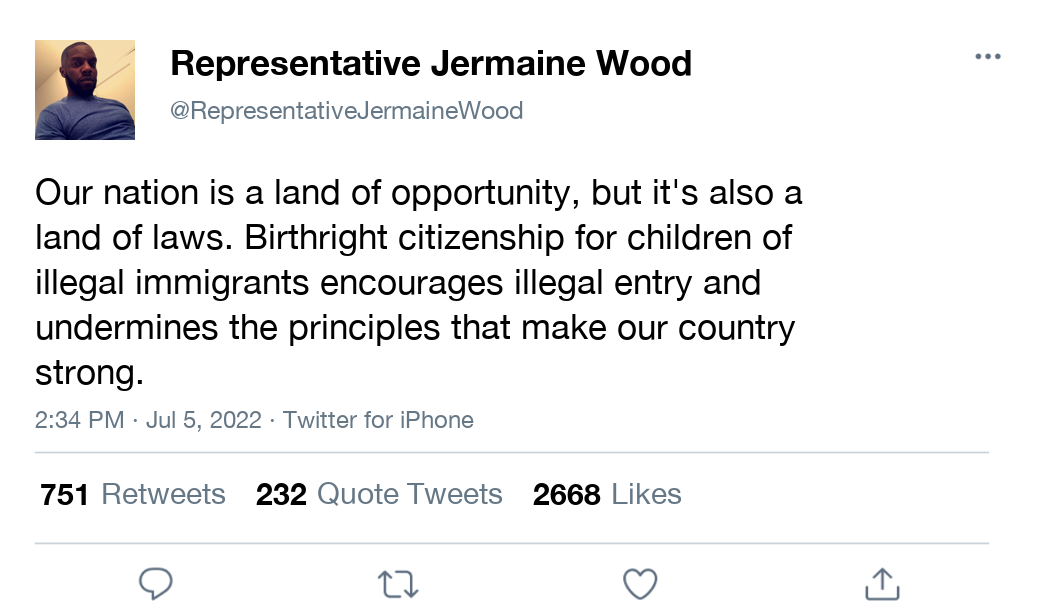 Representative Jermaine Wood
@RepresentativeJermaineWood
Our nation is a land of opportunity, but it's also a
land of laws. Birthright citizenship for children of
illegal immigrants encourages illegal entry and
undermines the principles that make our country
strong.
2:34 PM · Jul 5, 2022 · Twitter for iPhone
751 Retweets 232 Quote Tweets 2668 Likes